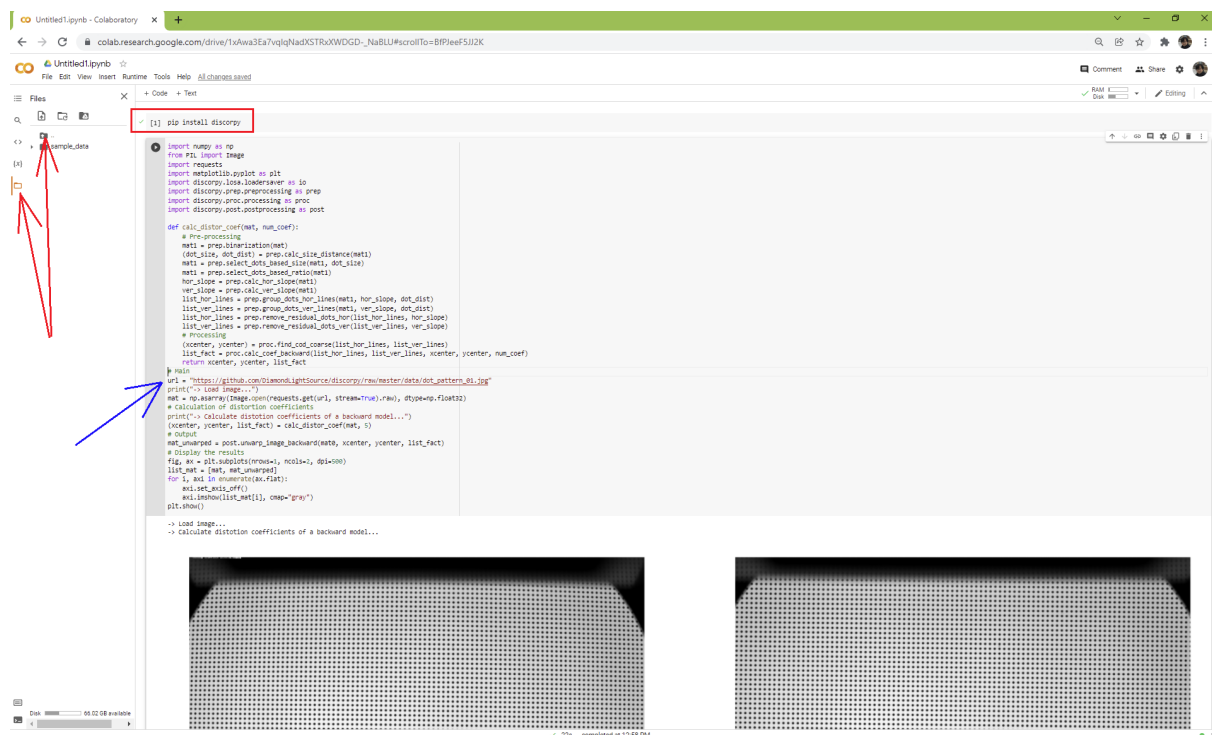 Untitled1.ipynb - Colaboratory
colab.research.google.com/drive/1xAwa3Ea7vqIqNadXSTRxXWDGD-_NaBLU#scrollTo=BfPJeeF5JJ2K
Untitled1.ipynb
File Edit View Insert Runtime Tools Help All changes saved
Comment Share
Files
+ Code + Text
RAM
Disk
Editing
..
sample_data
[1] pip install discorpy
import numpy as np
from PIL import Image
import requests
import matplotlib.pyplot as plt
import discorpy.losa.loadersaver as io
import discorpy.prep.preprocessing as prep
import discorpy.proc.processing as proc
import discorpy.post.postprocessing as post
def calc_distor_coef(mat, num_coef):
# Pre-processing
mat1 = prep.binarization(mat)
(dot_size, dot_dist) = prep.calc_size_distance(mat1)
mat1 = prep.select_dots_based_size(mat1, dot_size)
mat1 = prep.select_dots_based_ratio(mat1)
hor_slope = prep.calc_hor_slope(mat1)
ver_slope = prep.calc_ver_slope(mat1)
list_hor_lines = prep.group_dots_hor_lines(mat1, hor_slope, dot_dist)
list_ver_lines = prep.group_dots_ver_lines(mat1, ver_slope, dot_dist)
list_hor_lines = prep.remove_residual_dots_hor(list_hor_lines, hor_slope)
list_ver_lines = prep.remove_residual_dots_ver(list_ver_lines, ver_slope)
# Processing
(xcenter, ycenter) = proc.find_cod_coarse(list_hor_lines, list_ver_lines)
list_fact = proc.calc_coef_backward(list_hor_lines, list_ver_lines, xcenter, ycenter, num_coef)
return xcenter, ycenter, list_fact
# Main
url = "https://github.com/DiamondLightSource/discorpy/raw/master/data/dot_pattern_01.jpg"
print("-> Load image...")
mat = np.asarray(Image.open(requests.get(url, stream=True).raw), dtype=np.float32)
# Calculation of distortion coefficients
print("-> Calculate distotion coefficients of a backward model...")
(xcenter, ycenter, list_fact) = calc_distor_coef(mat, 5)
# Output
mat_unwarped = post.unwarp_image_backward(mat0, xcenter, ycenter, list_fact)
# Display the results
fig, ax = plt.subplots(nrows=1, ncols=2, dpi=500)
list_mat = [mat, mat_unwarped]
for i, axi in enumerate(ax.flat):
axi.set_axis_off()
axi.imshow(list_mat[i], cmap="gray")
plt.show()
-> Load image...
-> Calculate distotion coefficients of a backward model...
Disk 66.02 GB available
22s completed at 12:58 PM